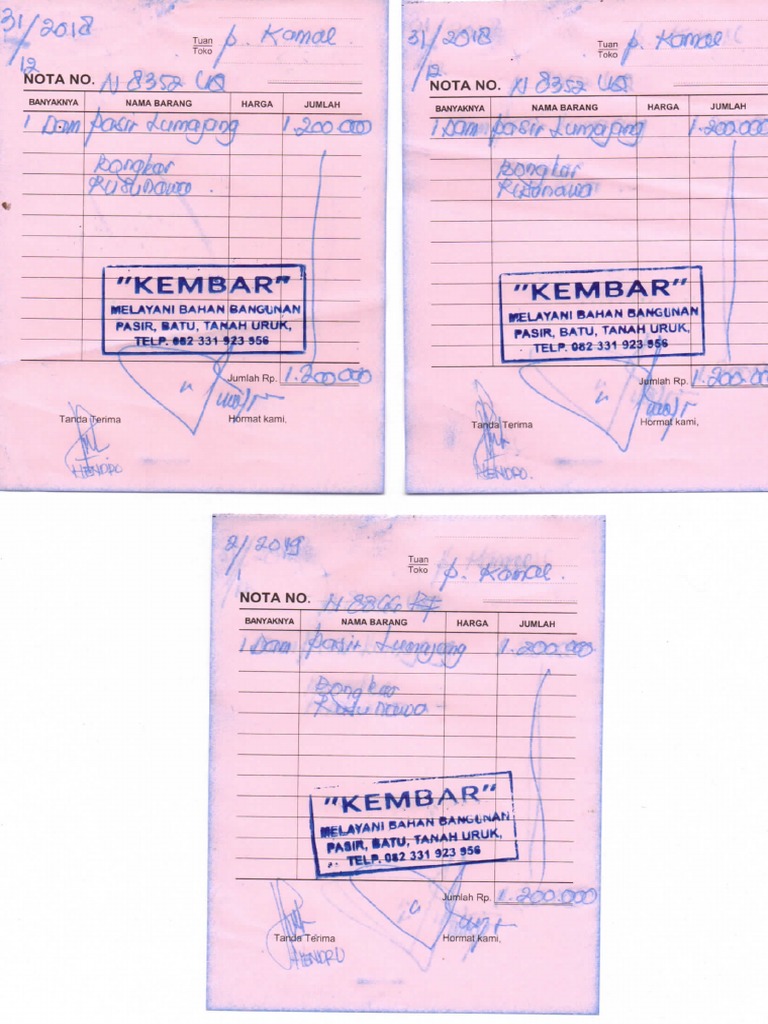 31/12/2018
Tuan
Toko
p. Kamal
NOTA NO. N 8352 UQ
BANYAKNYA NAMA BARANG HARGA JUMLAH
1 Dam pasir Lumajang 1.200.000
Bongkar
Rusunawa
"KEMBAR"
MELAYANI BAHAN BANGUNAN
PASIR, BATU, TANAH URUK,
TELP. 082 331 923 956
Jumlah Rp. 1.200.000
Tanda Terima Hormat kami,
HENDRO
31/12/2018
Tuan
Toko
p. Kamal
NOTA NO. N 8352 UQ
BANYAKNYA NAMA BARANG HARGA JUMLAH
1 Dam pasir Lumajang 1.200.000
Bongkar
Rusunawa
"KEMBAR"
MELAYANI BAHAN BANGUNAN
PASIR, BATU, TANAH URUK,
TELP. 082 331 923 956
Jumlah Rp. 1.200.000
Tanda Terima Hormat kami,
HENDRO.
2/1 2019
Tuan
Toko
p. Kamal.
NOTA NO. N
BANYAKNYA NAMA BARANG HARGA JUMLAH
1 Dam pasir Lumajang 1.200.000
Bongkar
Rusunawa
"KEMBAR"
MELAYANI BAHAN BANGUNAN
PASIR, BATU, TANAH URUK,
TELP. 082 331 923 956
Jumlah Rp. 1.200.000
Tanda Terima Hormat kami,
HENDRO